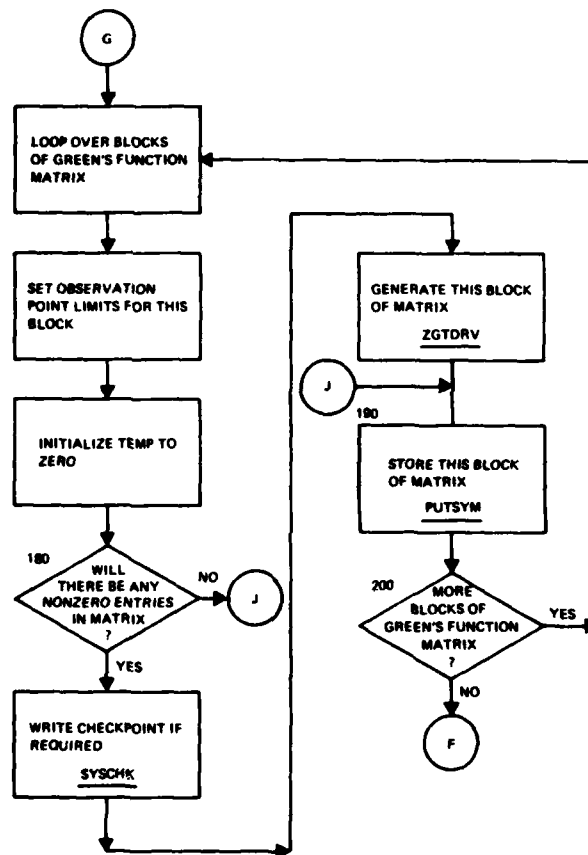 G
LOOP OVER BLOCKS
OF GREEN'S FUNCTION
MATRIX
SET OBSERVATION
POINT LIMITS FOR THIS
BLOCK
INITIALIZE TEMP TO
ZERO
180
WILL
THERE BE ANY
NONZERO ENTRIES
IN MATRIX
?
NO
J
YES
WRITE CHECKPOINT IF
REQUIRED
SYSCHK
GENERATE THIS BLOCK
OF MATRIX
ZGTDRV
J
190
STORE THIS BLOCK
OF MATRIX
PUTSYM
200
MORE
BLOCKS OF
GREEN'S FUNCTION
MATRIX
?
YES
NO
F